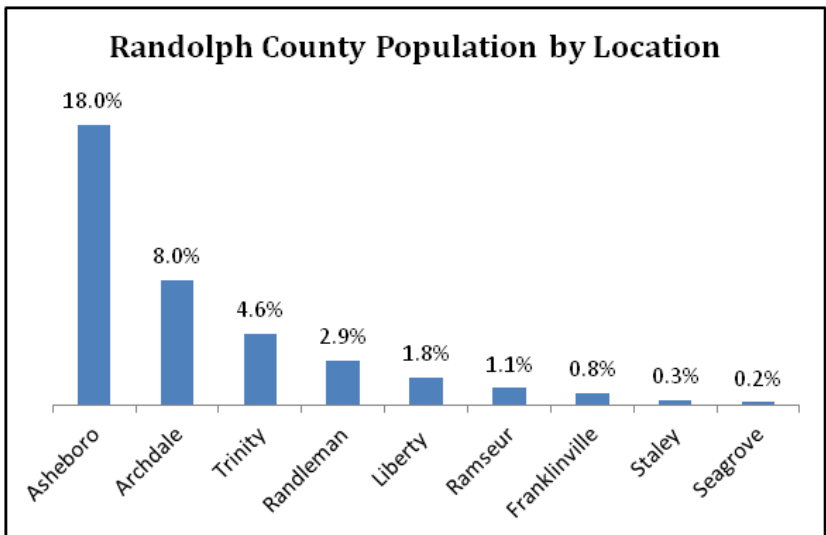 Randolph County Population by Location
18.0%
8.0%
4.6%
2.9%
1.8%
1.1%
0.8%
0.3%
0.2%
Asheboro
Archdale
Trinity
Randleman
Liberty
Ramseur
Franklinville
Staley
Seagrove